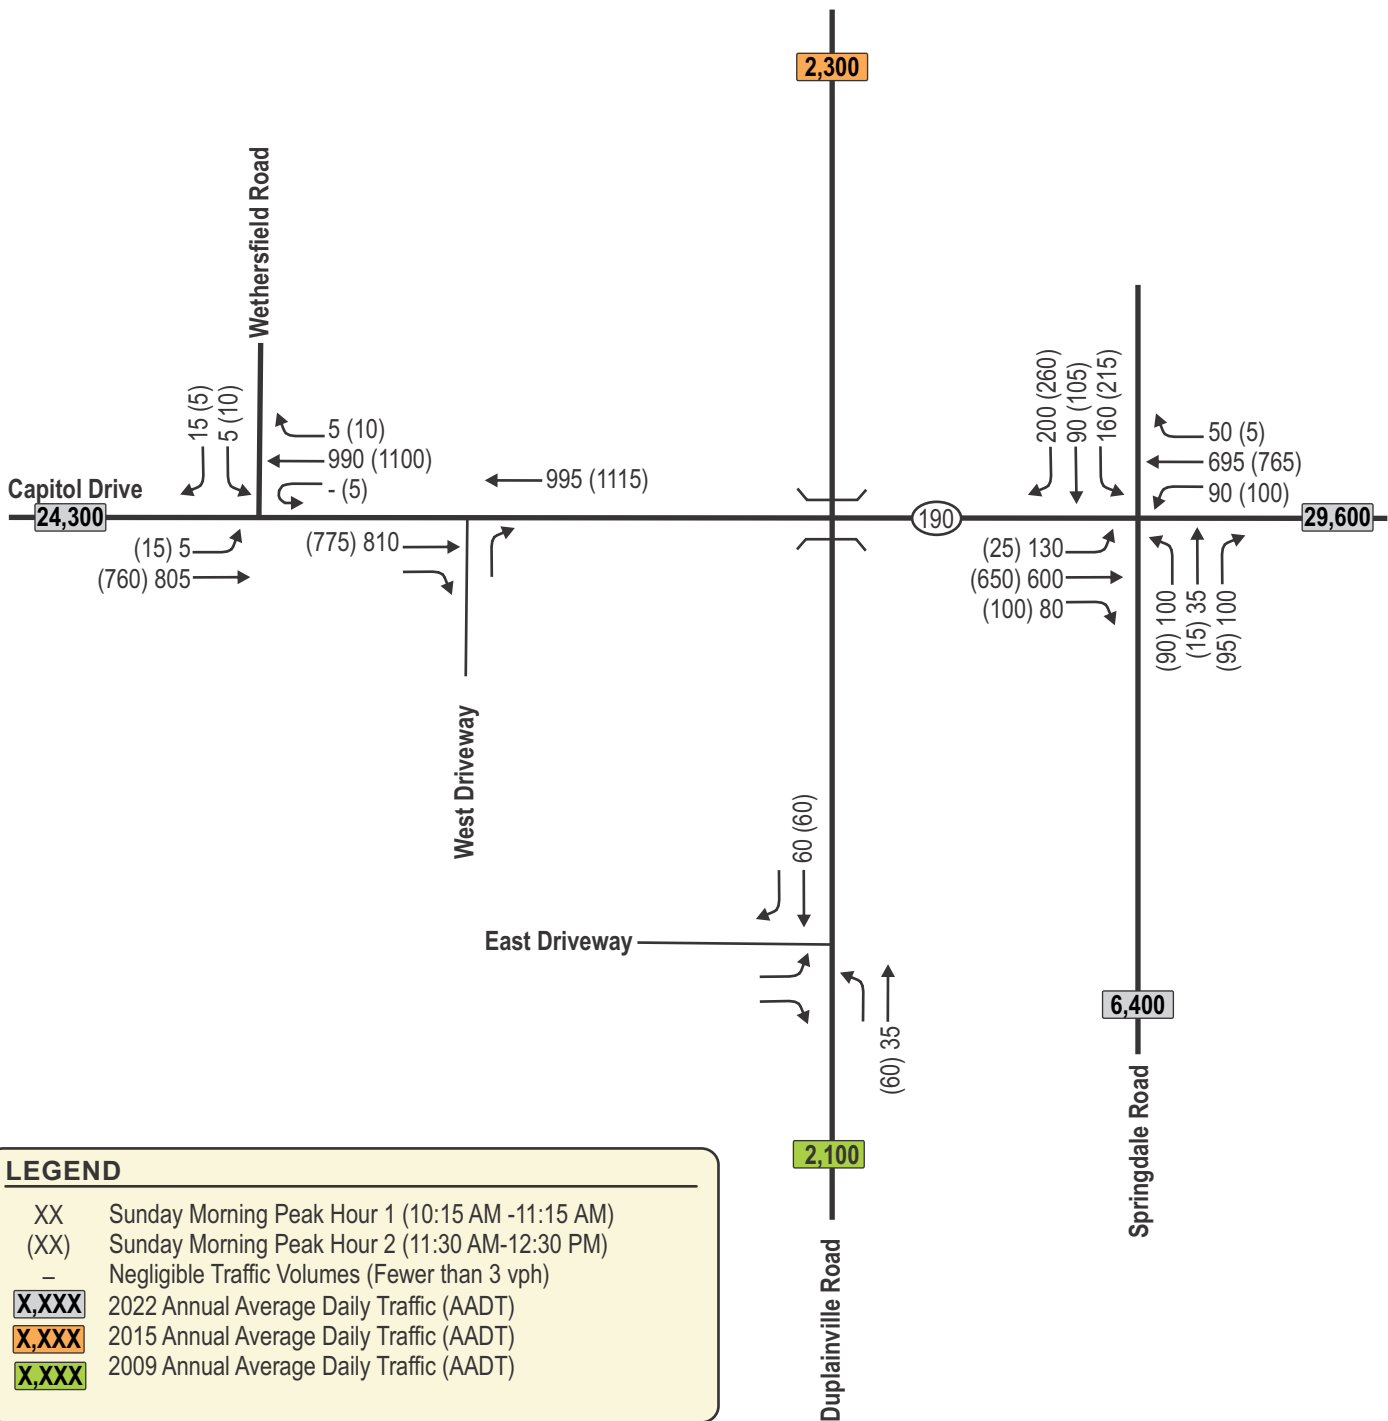 2,300
Wethersfield Road
15 (5)
5 (10)
5 (10)
990 (1100)
- (5)
995 (1115)
Capitol Drive
24,300
(15) 5
(760) 805
(775) 810
190
200 (260)
90 (105)
160 (215)
50 (5)
695 (765)
90 (100)
29,600
(25) 130
(650) 600
(100) 80
(90) 100
(15) 35
(95) 100
West Driveway
60 (60)
East Driveway
(60) 35
6,400
Springdale Road
2,100
Duplainville Road
LEGEND
XX Sunday Morning Peak Hour 1 (10:15 AM -11:15 AM)
(XX) Sunday Morning Peak Hour 2 (11:30 AM-12:30 PM)
– Negligible Traffic Volumes (Fewer than 3 vph)
X,XXX 2022 Annual Average Daily Traffic (AADT)
X,XXX 2015 Annual Average Daily Traffic (AADT)
X,XXX 2009 Annual Average Daily Traffic (AADT)